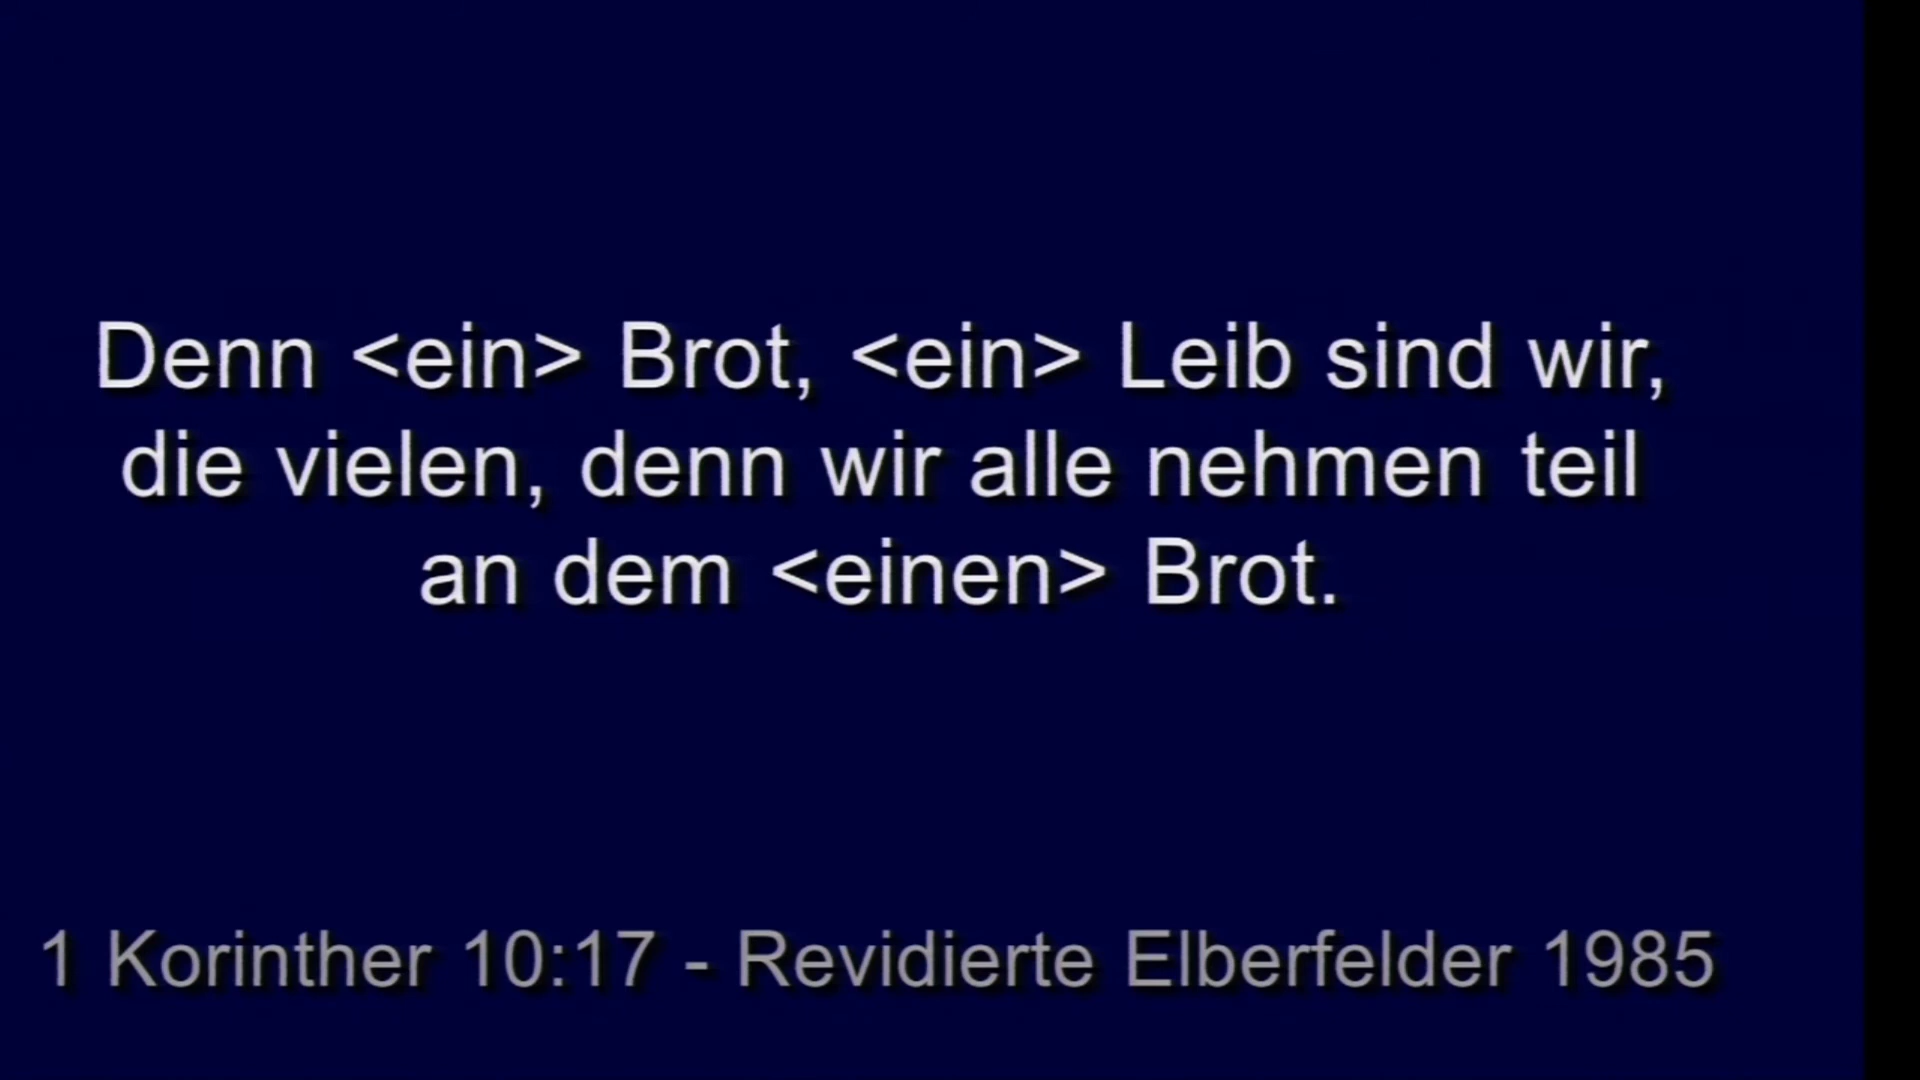 Denn <ein> Brot, <ein> Leib sind wir,
die vielen, denn wir alle nehmen teil
an dem <einen> Brot.
1 Korinther 10:17 - Revidierte Elberfelder 1985